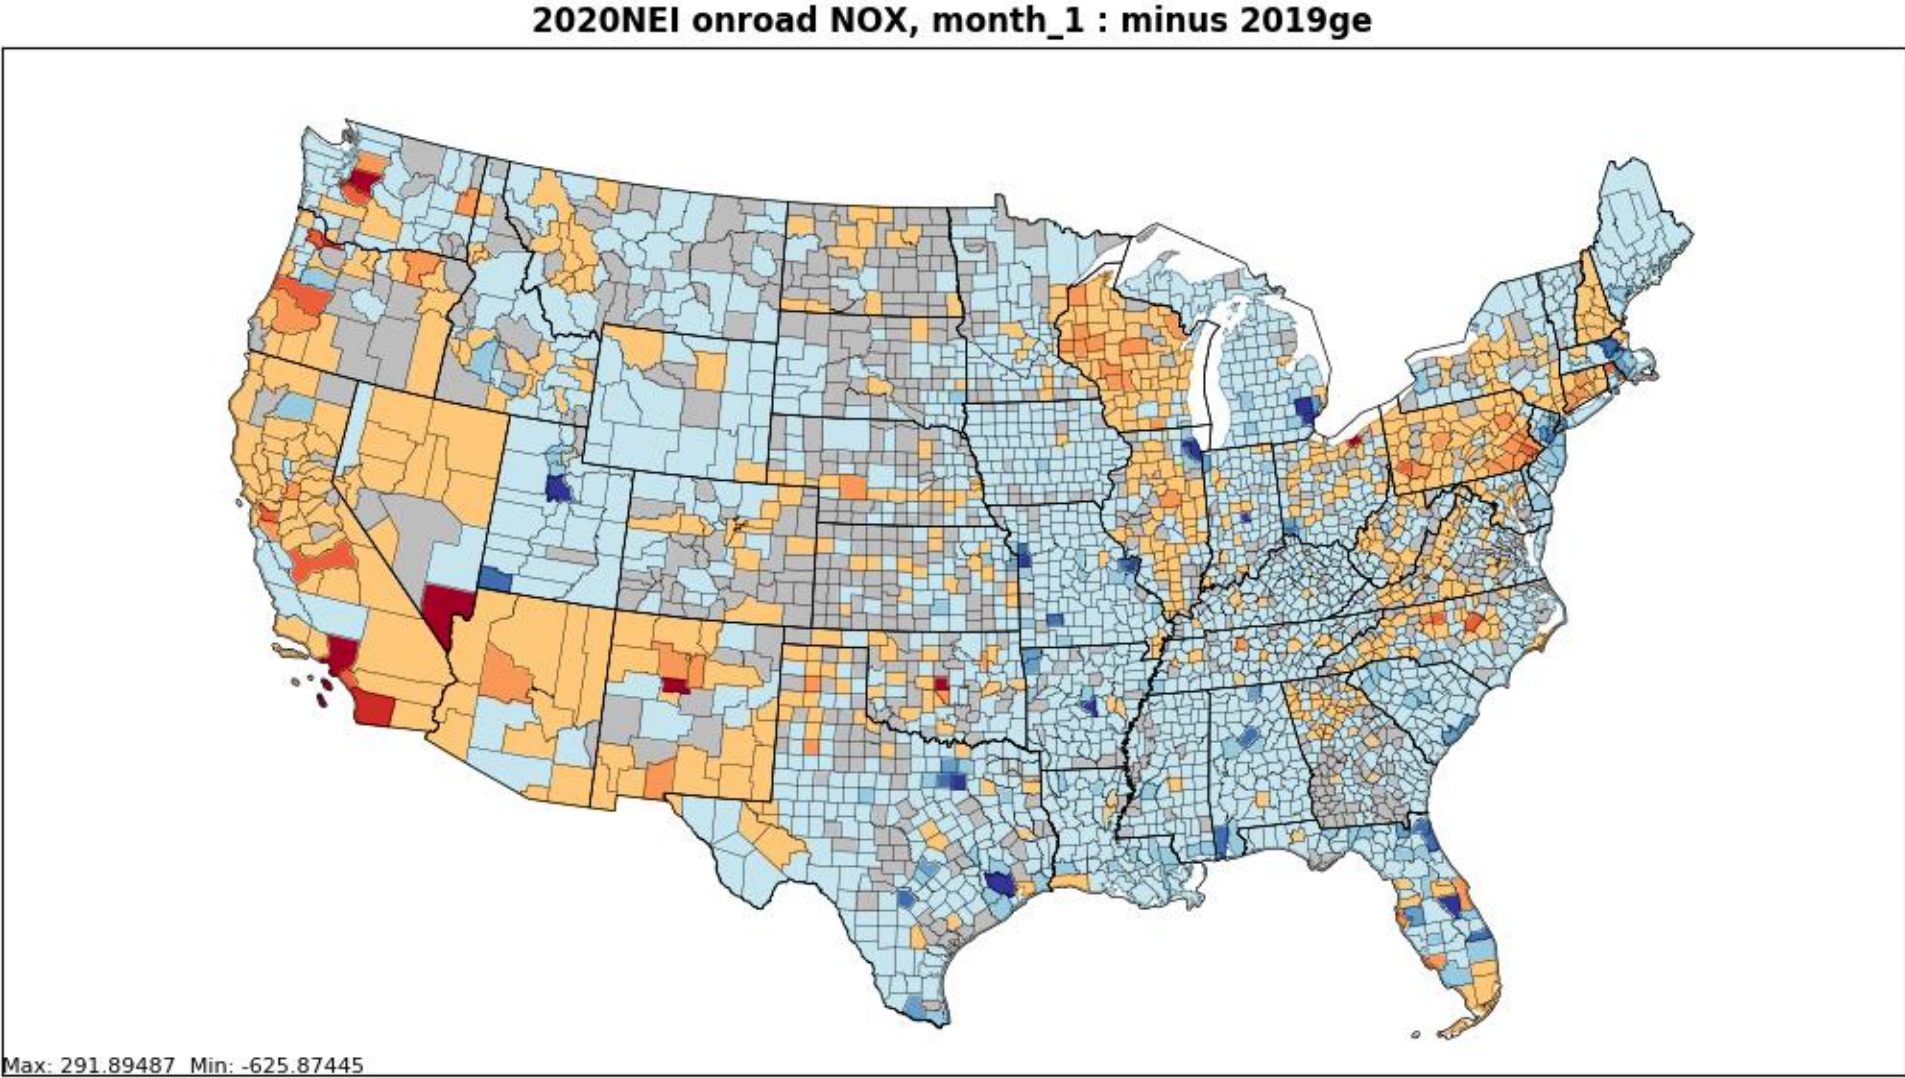 2020NEI onroad NOX, month_1 : minus 2019ge
Max: 291.89487 Min: -625.87445